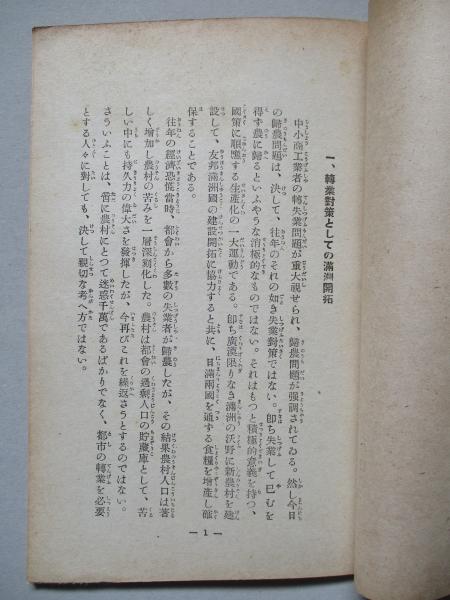 一、轉業對策としての滿洲開拓
中小商工業者の轉失業問題が重大視せられ、歸農問題が强調されてゐる。然し今日
の歸農問題は、決して、往年のそれの如き失業對策ではない。卽ち失業して已むを
得ず農に歸るといふやうな消極的なものではない。それはもつと積極的意義を持つ、
國策に順應する生產化の一大運動である。卽ち廣漠限りなき滿洲の沃野に新農村を建
設して、友邦滿洲國の建設開拓に協力すると共に、日滿兩國を通ずる食糧を增產し確
保することである。
往年の經濟恐慌當時、都會から多數の失業者が歸農したが、その結果農村人口は著
しく增加し農村の苦みを一層深刻化した。農村は都會の過剩人口の貯藏庫として、苦
しい中にも持久力の偉大さを發揮したが、今再びこれを繰返さうとするのではない。
さういふことは、啻に農村にとつて迷惑千萬であるばかりでなく、都市の轉業を必要
とする人々に對しても、決して親切な考へ方ではない。
— 1 —